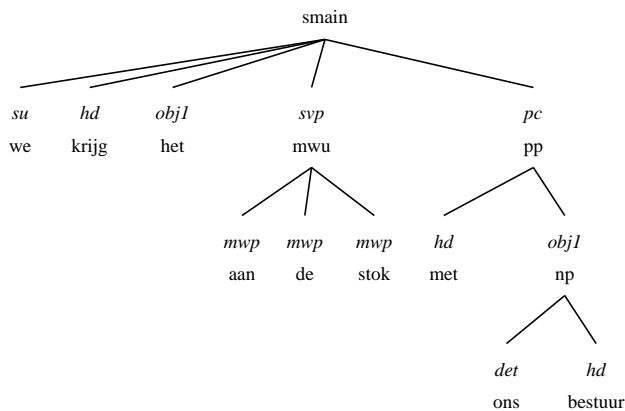 smain
su hd obj1 svp pc
we krijg het mwu pp
mwp mwp mwp hd obj1
aan de stok met np
det hd
ons bestuur